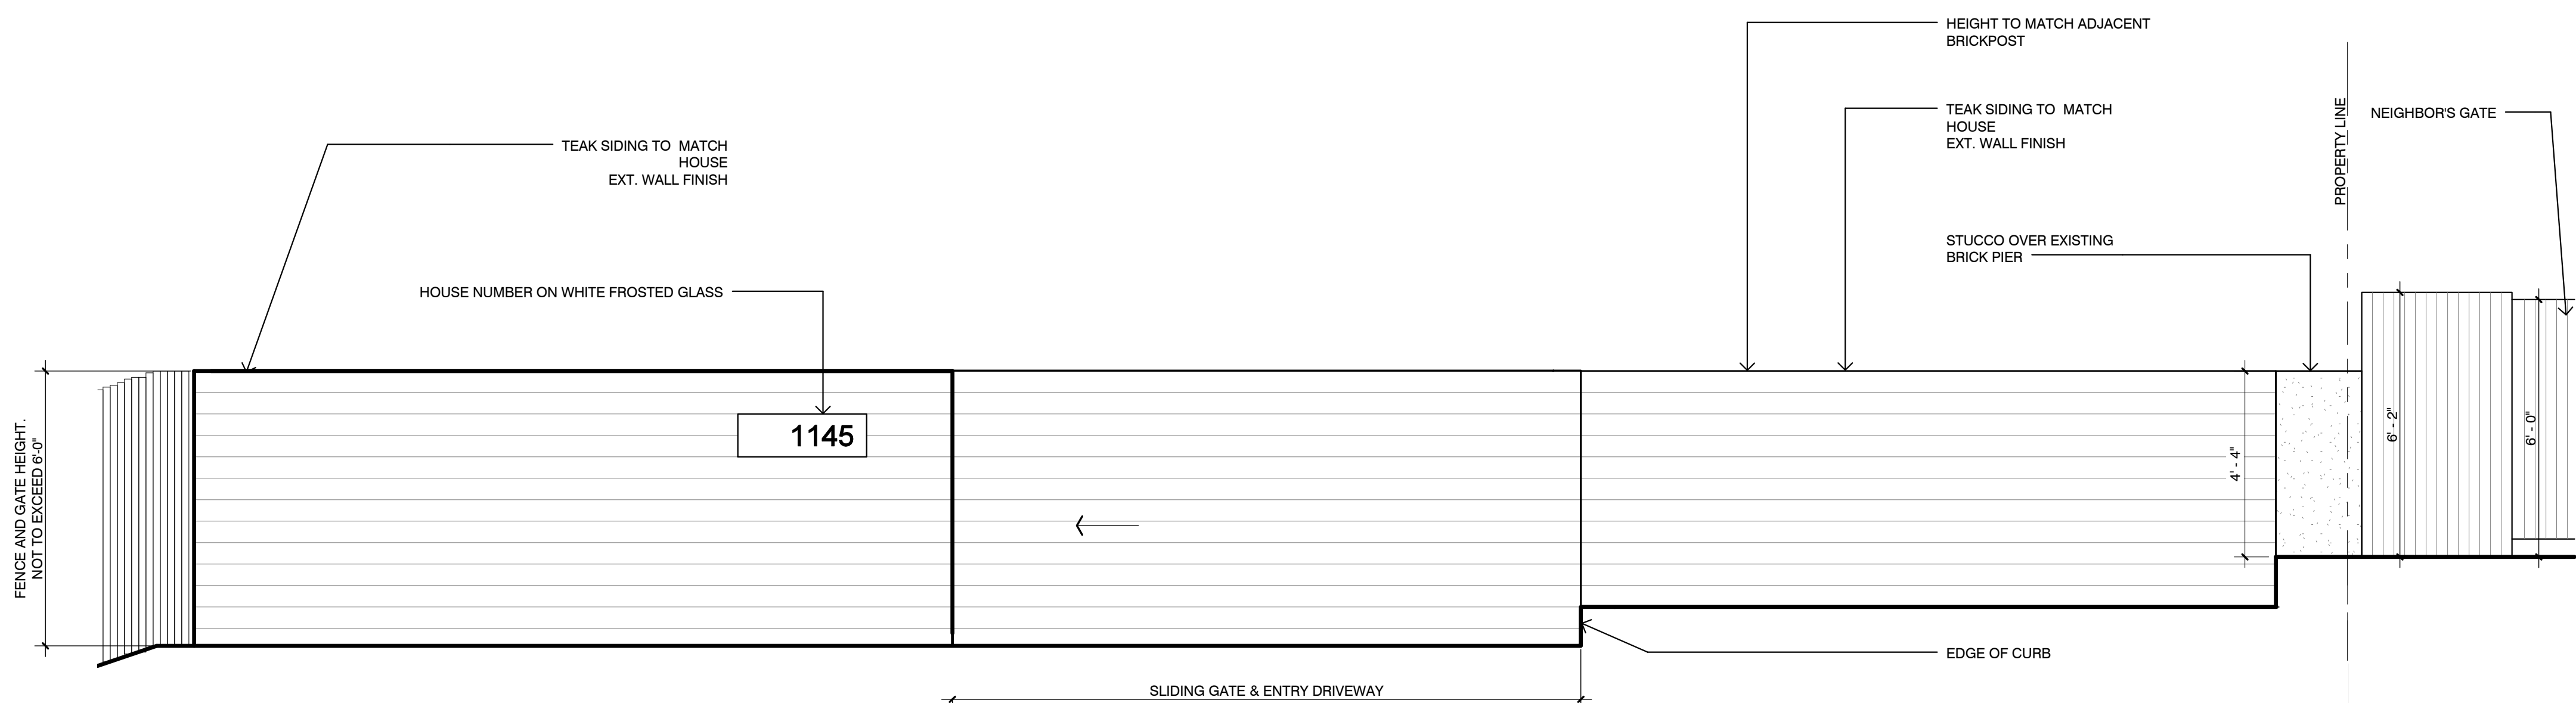 HEIGHT TO MATCH ADJACENT
BRICKPOST
TEAK SIDING TO  MATCH
HOUSE
EXT. WALL FINISH
PROPERTY LINE
NEIGHBOR'S GATE
TEAK SIDING TO  MATCH
HOUSE
EXT. WALL FINISH
STUCCO OVER EXISTING
BRICK PIER
HOUSE NUMBER ON WHITE FROSTED GLASS
1145
FENCE AND GATE HEIGHT.
NOT TO EXCEED 6'-0"
4' - 4"
6' - 2"
6' - 0"
EDGE OF CURB
SLIDING GATE & ENTRY DRIVEWAY